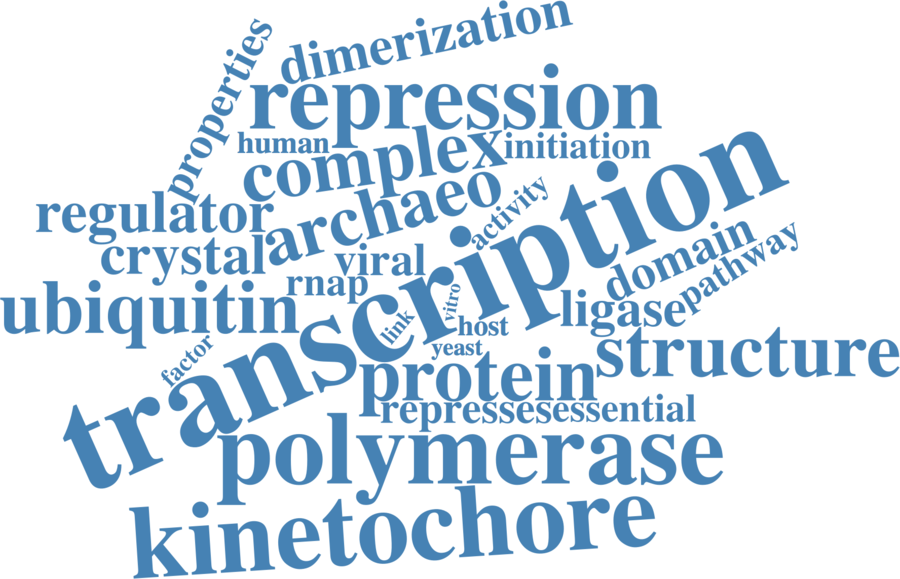 dimerization
properties
repression
human
complex
initiation
transcription
regulator
archaeo
activity
crystal
viral
domain
pathway
rnap
ubiquitin
vitro
ligase
link
host
factor
yeast
structure
protein
represses
essential
polymerase
kinetochore